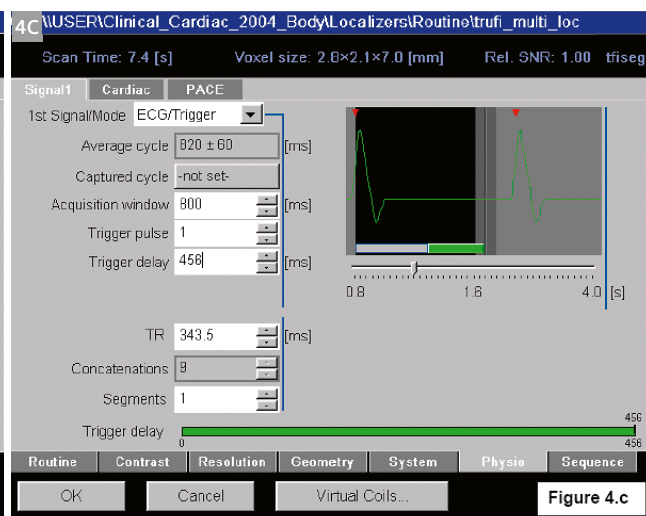 4C \\USER\Clinical_Cardiac_2004_Body\Localizers\Routine\trufi_multi_loc
Scan Time: 7.4 [s] Voxel size: 2.8×2.1×7.0 [mm] Rel. SNR: 1.00 tfiseg
Signal1 Cardiac PACE
1st Signal/Mode ECG/Trigger
Average cycle 820 ± 60 [ms]
Captured cycle -not set-
Acquisition window 800 [ms]
Trigger pulse 1
Trigger delay 456 [ms]
0.8 1.6 4.0 [s]
TR 343.5 [ms]
Concatenations 9
Segments 1
456
Trigger delay
0 456
Routine Contrast Resolution Geometry System Physio Sequence
OK Cancel Virtual Coils...
Figure 4.c